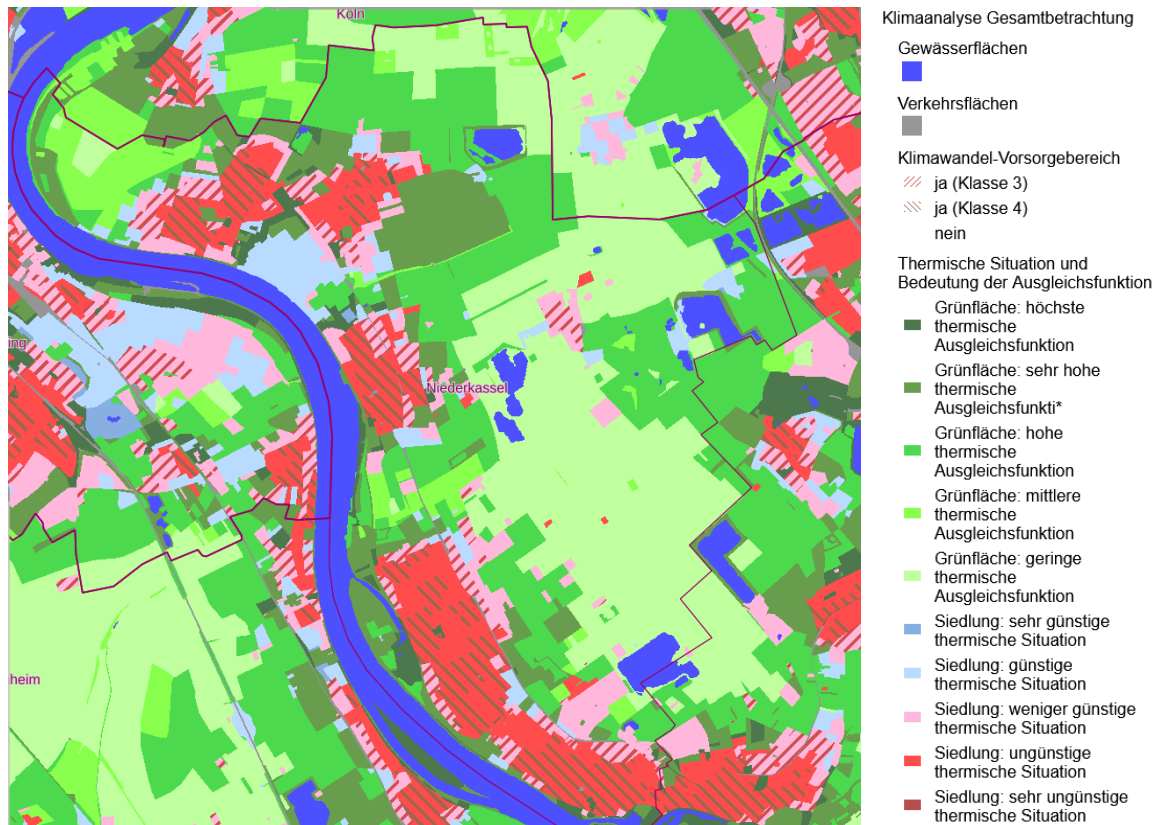 Köln
ing
Niederkassel
heim
Klimaanalyse Gesamtbetrachtung
Gewässerflächen
Verkehrsflächen
Klimawandel-Vorsorgebereich
ja (Klasse 3)
ja (Klasse 4)
nein
Thermische Situation und
Bedeutung der Ausgleichsfunktion
Grünfläche: höchste
thermische
Ausgleichsfunktion
Grünfläche: sehr hohe
thermische
Ausgleichsfunkti*
Grünfläche: hohe
thermische
Ausgleichsfunktion
Grünfläche: mittlere
thermische
Ausgleichsfunktion
Grünfläche: geringe
thermische
Ausgleichsfunktion
Siedlung: sehr günstige
thermische Situation
Siedlung: günstige
thermische Situation
Siedlung: weniger günstige
thermische Situation
Siedlung: ungünstige
thermische Situation
Siedlung: sehr ungünstige
thermische Situation